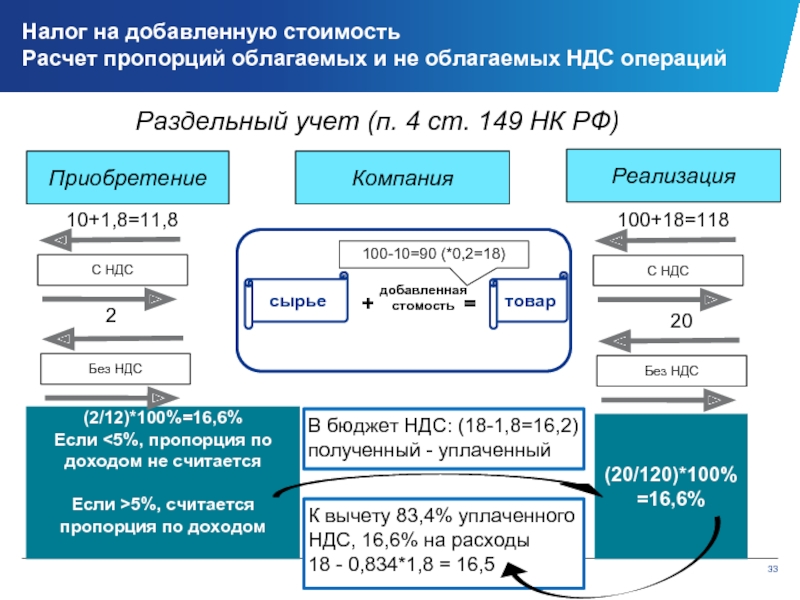 Налог на добавленную стоимость
Расчет пропорций облагаемых и не облагаемых НДС операций
Раздельный учет (п. 4 ст. 149 НК РФ)
Приобретение
Компания
Реализация
10+1,8=11,8
С НДС
2
Без НДС
100-10=90 (*0,2=18)
сырье
+
добавленная
стомость
=
товар
100+18=118
С НДС
20
Без НДС
(2/12)*100%=16,6%
Если <5%, пропорция по
доходом не считается
Если >5%, считается
пропорция по доходом
В бюджет НДС: (18-1,8=16,2)
полученный - уплаченный
К вычету 83,4% уплаченного
НДС, 16,6% на расходы
18 - 0,834*1,8 = 16,5
(20/120)*100%
=16,6%
33